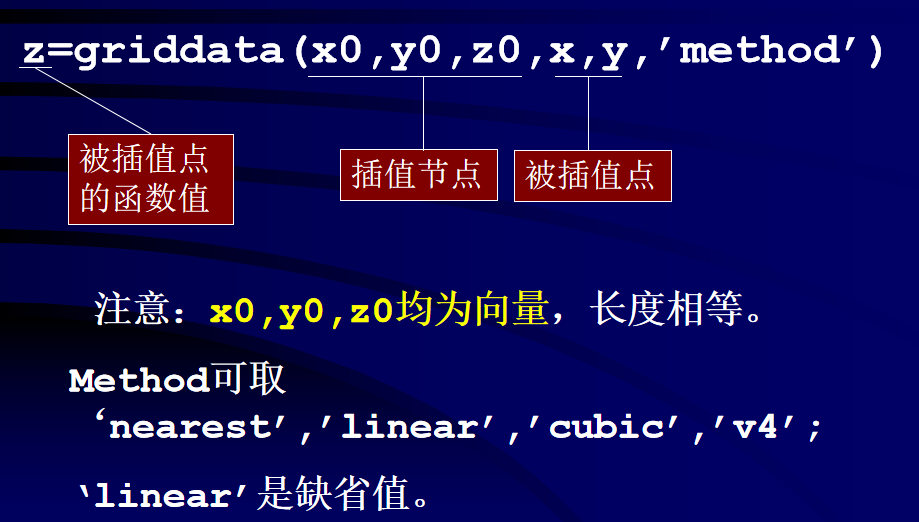 z=griddata(x0,y0,z0,x,y,′method′)
被插值点
的函数值
插值节点
被插值点
注意：x0,y0,z0均为向量，长度相等。
Method可取
‘nearest′,′linear′,′cubic′,′v4′;
‘linear′是缺省值。